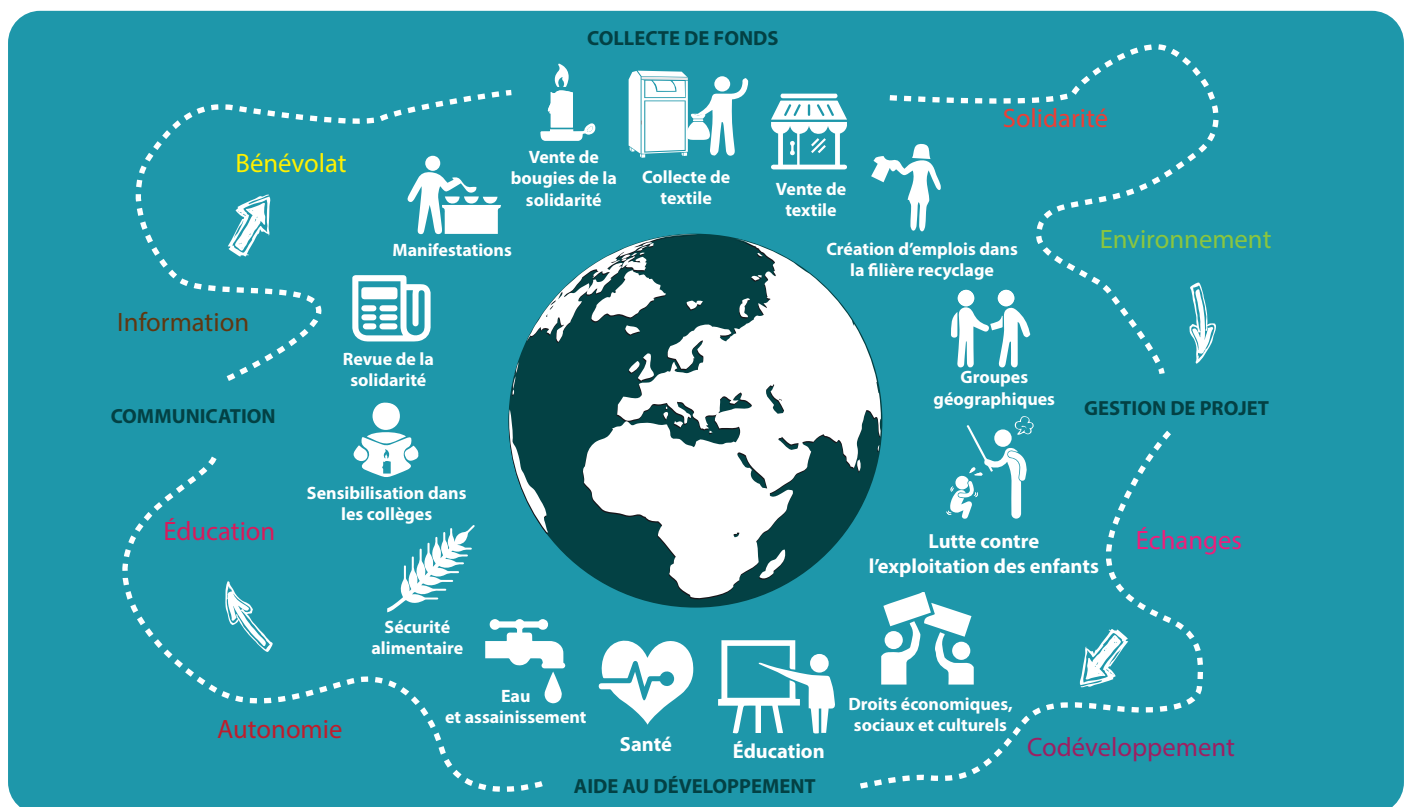 COLLECTE DE FONDS
Solidarité
Bénévolat
Vente de
bougies de la
solidarité
Collecte de
textile
Vente de
textile
Manifestations
Création d'emplois dans
la filière recyclage
Environnement
Information
Revue de la
solidarité
Groupes
géographiques
COMMUNICATION
GESTION DE PROJET
Sensibilisation dans
les collèges
Éducation
Lutte contre
l'exploitation des enfants
Échanges
Sécurité
alimentaire
Eau
et assainissement
Santé
Éducation
Droits économiques,
sociaux et culturels
Autonomie
Codéveloppement
AIDE AU DÉVELOPPEMENT